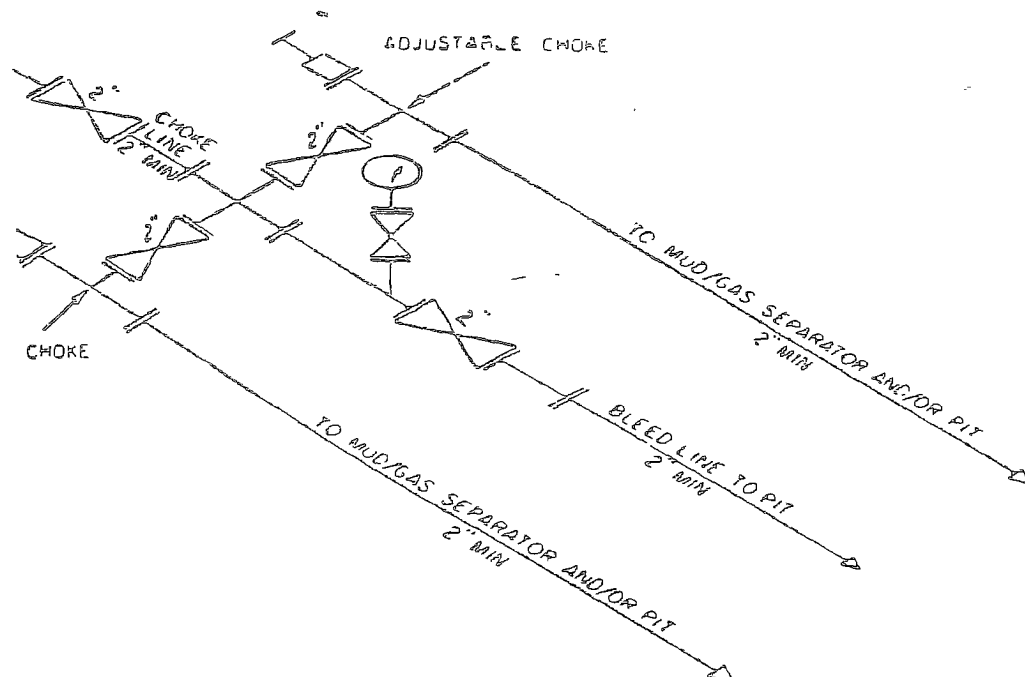 ADJUSTABLE CHOKE
2"
CHOKE
LINE
2" MIN
2"
2"
CHOKE
2"
TO MUD/GAS SEPARATOR AND/OR PIT
2" MIN
BLEED LINE TO PIT
2" MIN
TO MUD/GAS SEPARATOR AND/OR PIT
2" MIN